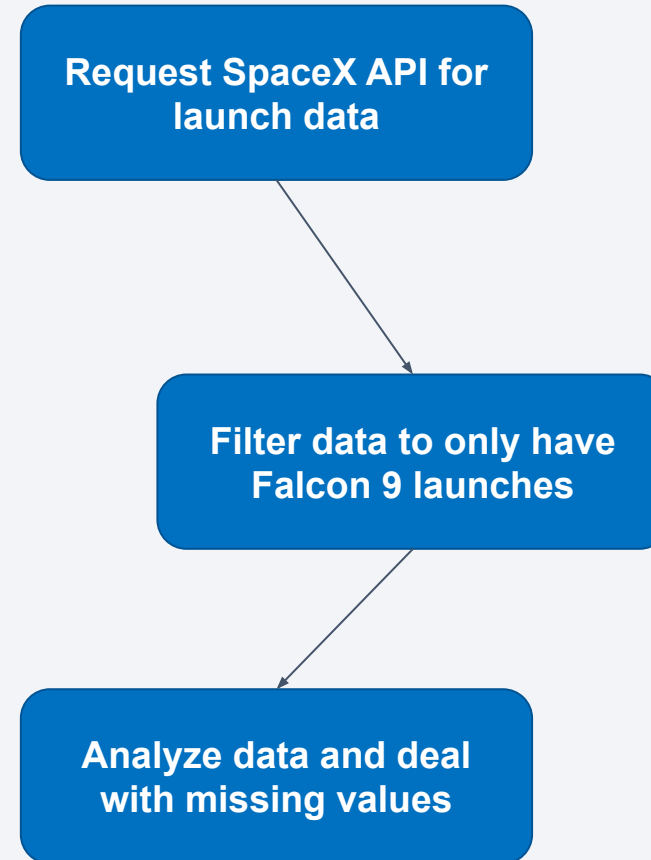 Request SpaceX API for
launch data
Filter data to only have
Falcon 9 launches
Analyze data and deal
with missing values